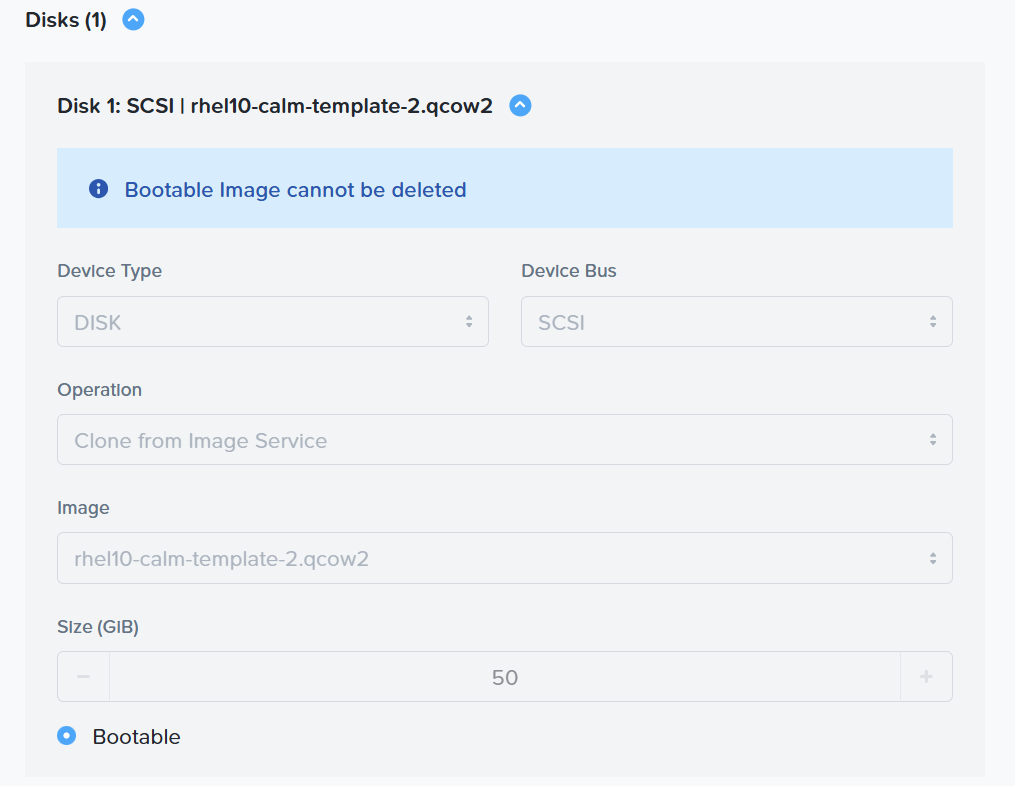 Disks (1)
Disk 1: SCSI | rhel10-calm-template-2.qcow2
Bootable Image cannot be deleted
Device Type
Device Bus
DISK
SCSI
Operation
Clone from Image Service
Image
rhel10-calm-template-2.qcow2
Size (GiB)
− 50 +
Bootable